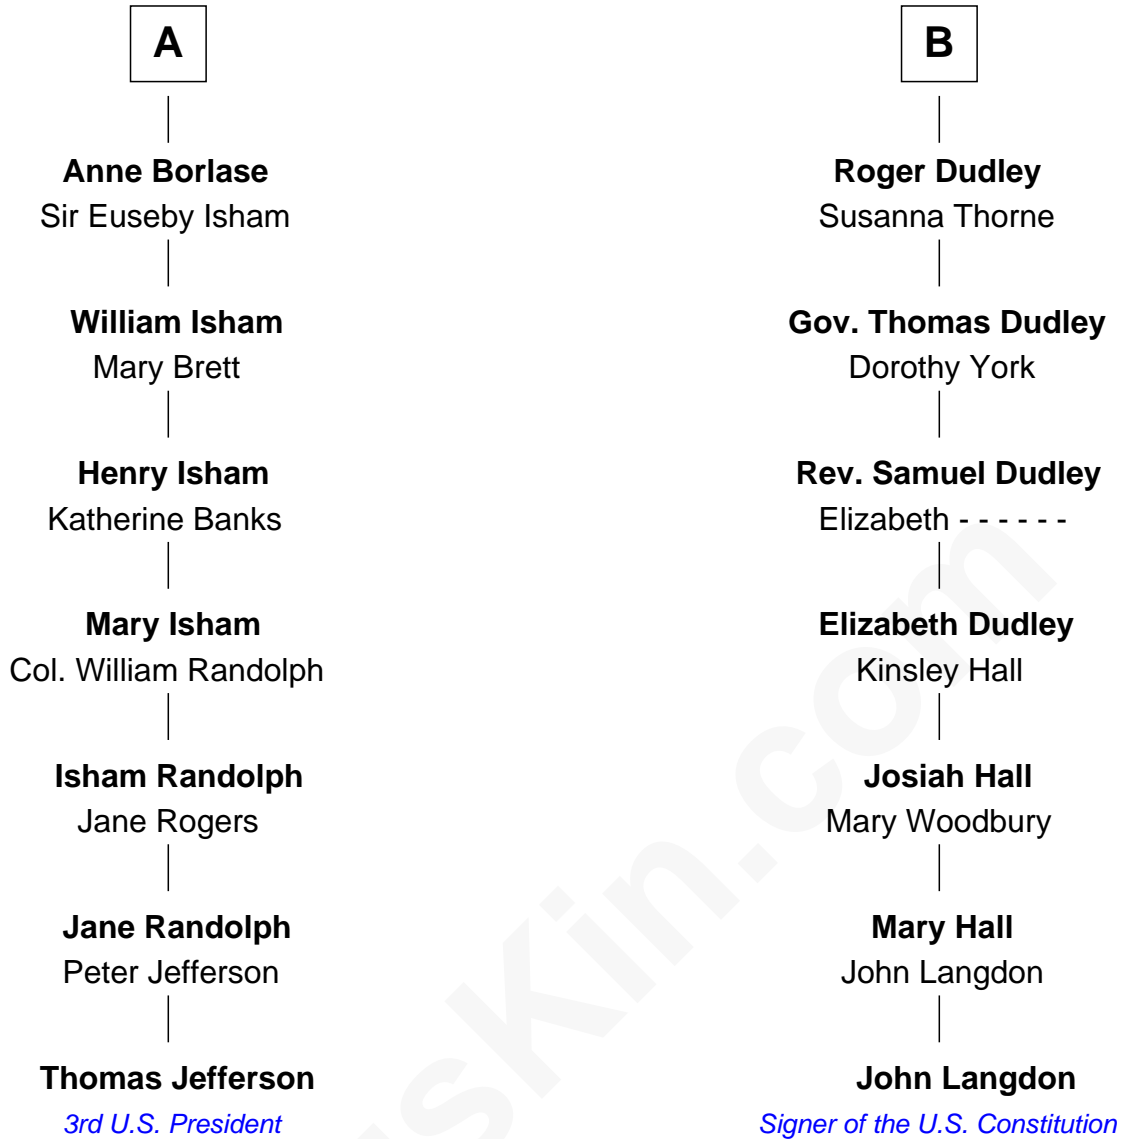 A
Anne Borlase
Sir Euseby Isham
William Isham
Mary Brett
Henry Isham
Katherine Banks
Mary Isham
Col. William Randolph
Isham Randolph
Jane Rogers
Jane Randolph
Peter Jefferson
Thomas Jefferson
3rd U.S. President
B
Roger Dudley
Susanna Thorne
Gov. Thomas Dudley
Dorothy York
Rev. Samuel Dudley
Elizabeth - - - - - -
Elizabeth Dudley
Kinsley Hall
Josiah Hall
Mary Woodbury
Mary Hall
John Langdon
John Langdon
Signer of the U.S. Constitution
sKin.com